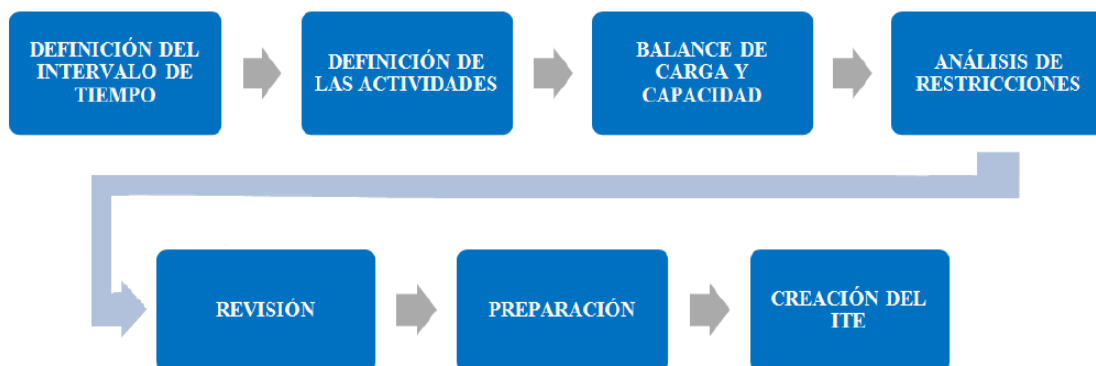 DEFINICIÓN DEL
INTERVALO DE
TIEMPO
DEFINICIÓN DE
LAS ACTIVIDADES
BALANCE DE
CARGA Y
CAPACIDAD
ANÁLISIS DE
RESTRICCIONES
REVISIÓN
PREPARACIÓN
CREACIÓN DEL
ITE